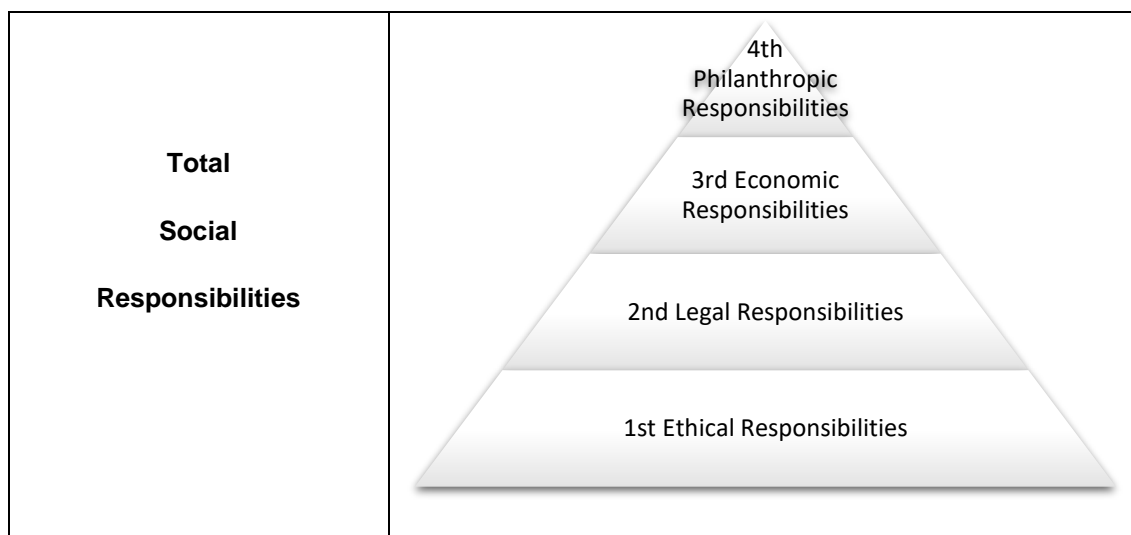 Total
Social
Responsibilities
4th
Philanthropic
Responsibilities
3rd Economic
Responsibilities
2nd Legal Responsibilities
1st Ethical Responsibilities